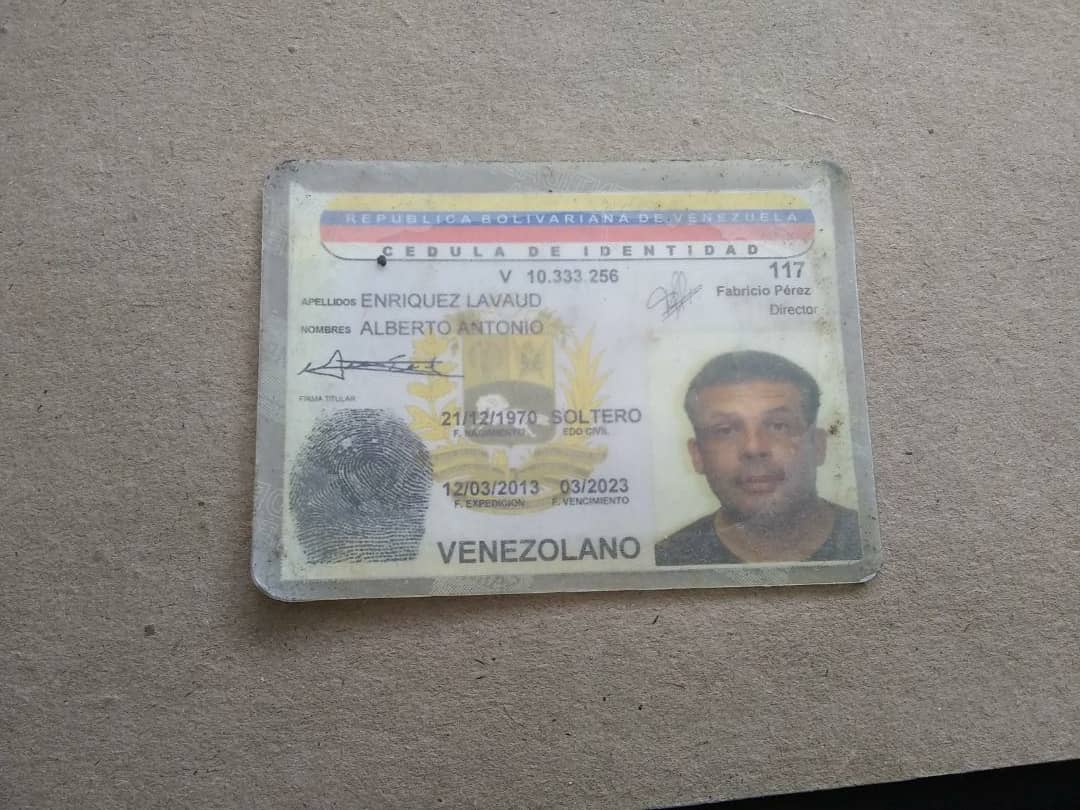 REPUBLICA BOLIVARIANA DE VENEZUELA
CEDULA DE IDENTIDAD
V 10.333.256
117
APELLIDOS ENRIQUEZ LAVAUD
Fabricio Pérez
Director
NOMBRES ALBERTO ANTONIO
FIRMA TITULAR
21/12/1970 SOLTERO
F. NACIMIENTO EDO CIVIL
12/03/2013 03/2023
F. EXPEDICION F. VENCIMIENTO
VENEZOLANO